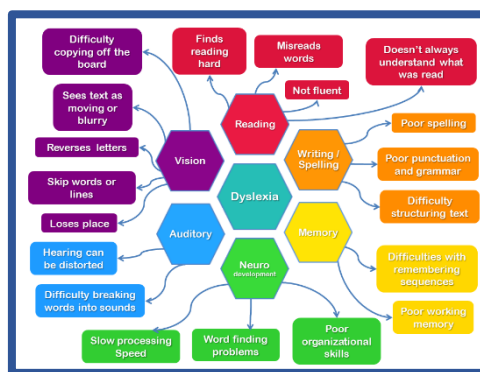 Difficulty
copying off the
board
Finds
reading
hard
Misreads
words
Doesn't always
understand what
was read
Sees text as
moving or
blurry
Not fluent
Reading
Poor spelling
Reverses letters
Vision
Writing /
Spelling
Poor punctuation
and grammar
Skip words or
lines
Dyslexia
Difficulty
structuring text
Loses place
Auditory
Memory
Hearing can
be distorted
Neuro
development
Difficulties with
remembering
sequences
Difficulty breaking
words into sounds
Poor working
memory
Slow processing
Speed
Word finding
problems
Poor
organizational
skills